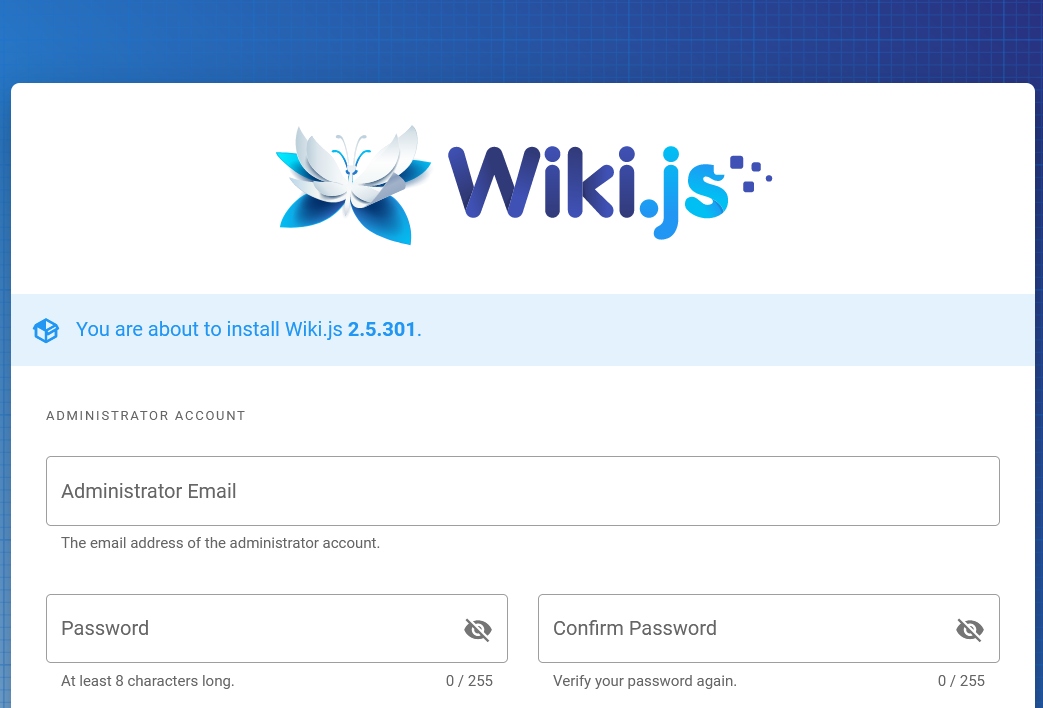 Wiki.js
You are about to install Wiki.js 2.5.301.
ADMINISTRATOR ACCOUNT
Administrator Email
The email address of the administrator account.
Password
Confirm Password
At least 8 characters long. 0 / 255
Verify your password again. 0 / 255